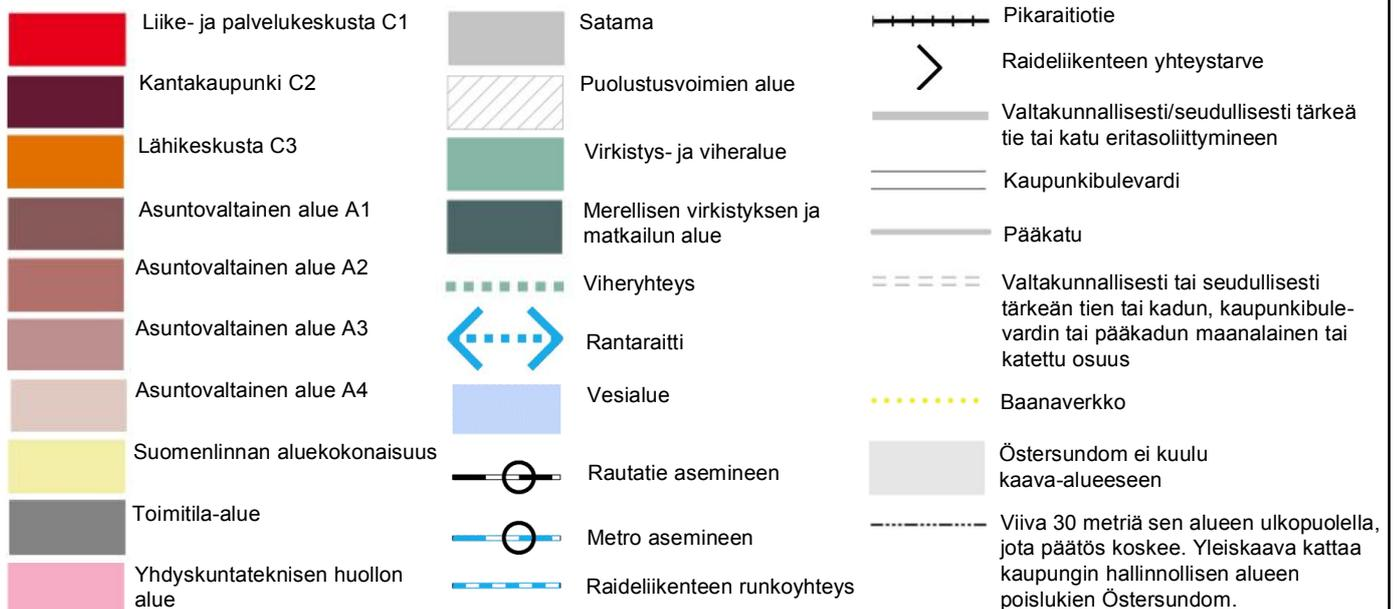 Liike- ja palvelukeskusta C1
Kantakaupunki C2
Lähikeskusta C3
Asuntovaltainen alue A1
Asuntovaltainen alue A2
Asuntovaltainen alue A3
Asuntovaltainen alue A4
Suomenlinnan aluekokonaisuus
Toimitila-alue
Yhdyskuntateknisen huollon
alue
Satama
Puolustusvoimien alue
Virkistys- ja viheralue
Merellisen virkistyksen ja
matkailun alue
Viheryhteys
Rantaraitti
Vesialue
Rautatie asemineen
Metro asemineen
Raideliikenteen runkoyhteys
Pikaraitiotie
Raideliikenteen yhteystarve
Valtakunnallisesti/seudullisesti tärkeä
tie tai katu eritasoliittymineen
Kaupunkibulevardi
Pääkatu
Valtakunnallisesti tai seudullisesti
tärkeän tien tai kadun, kaupunkibule-
vardin tai pääkadun maanalainen tai
katettu osuus
Baanaverkko
Östersundom ei kuulu
kaava-alueeseen
Viiva 30 metriä sen alueen ulkopuolella,
jota päätös koskee. Yleiskaava kattaa
kaupungin hallinnollisen alueen
poislukien Östersundom.